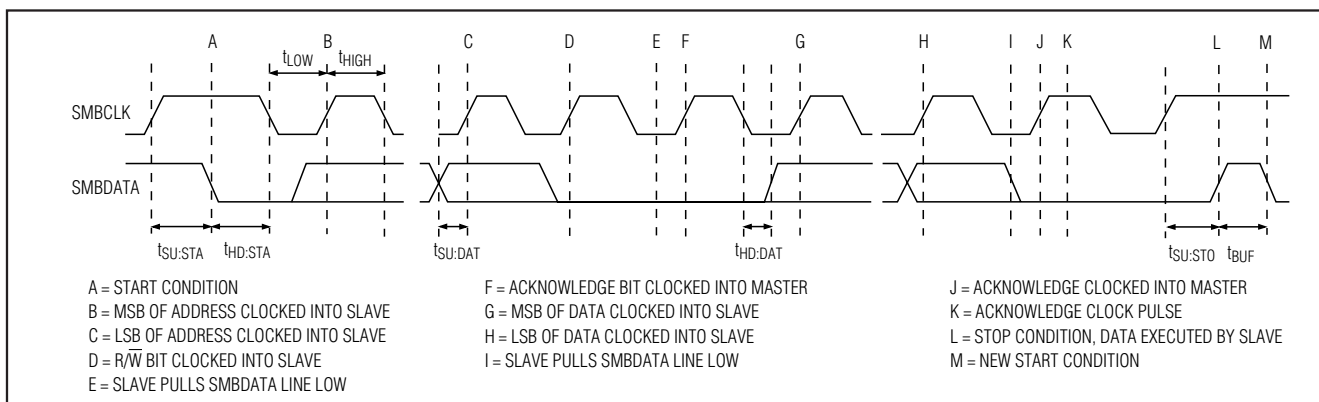 A B C D E F G H I J K L M
tLOW tHIGH
SMBCLK
SMBDATA
tSU:STA tHD:STA tSU:DAT tHD:DAT tSU:STO tBUF
A = START CONDITION
B = MSB OF ADDRESS CLOCKED INTO SLAVE
C = LSB OF ADDRESS CLOCKED INTO SLAVE
D = R/W̅ BIT CLOCKED INTO SLAVE
E = SLAVE PULLS SMBDATA LINE LOW
F = ACKNOWLEDGE BIT CLOCKED INTO MASTER
G = MSB OF DATA CLOCKED INTO SLAVE
H = LSB OF DATA CLOCKED INTO SLAVE
I = SLAVE PULLS SMBDATA LINE LOW
J = ACKNOWLEDGE CLOCKED INTO MASTER
K = ACKNOWLEDGE CLOCK PULSE
L = STOP CONDITION, DATA EXECUTED BY SLAVE
M = NEW START CONDITION